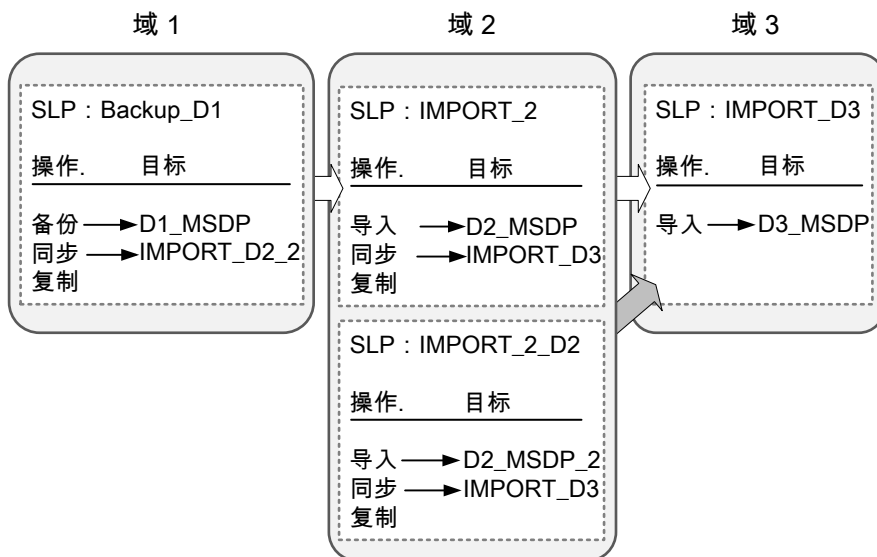 域 1
SLP：Backup_D1
操作. 目标
备份 D1_MSDP
同步 IMPORT_D2_2
复制
域 2
SLP：IMPORT_2
操作. 目标
导入 D2_MSDP
同步 IMPORT_D3
复制
SLP：IMPORT_2_D2
操作. 目标
导入 D2_MSDP_2
同步 IMPORT_D3
复制
域 3
SLP：IMPORT_D3
操作. 目标
导入 D3_MSDP